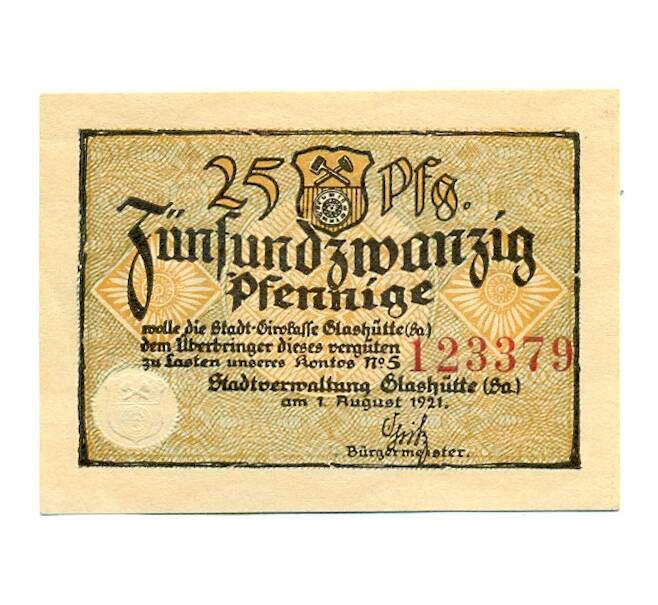 25 Pfg.
Fünfundzwanzig
Pfennige
wolle die Stadt-Girokasse Glashütte (Sa.)
dem Überbringer dieses vergüten
zu Lasten unseres Kontos No 5
123379
Stadtverwaltung Glashütte (Sa.)
am 1. August 1921.
Bürgermeister.